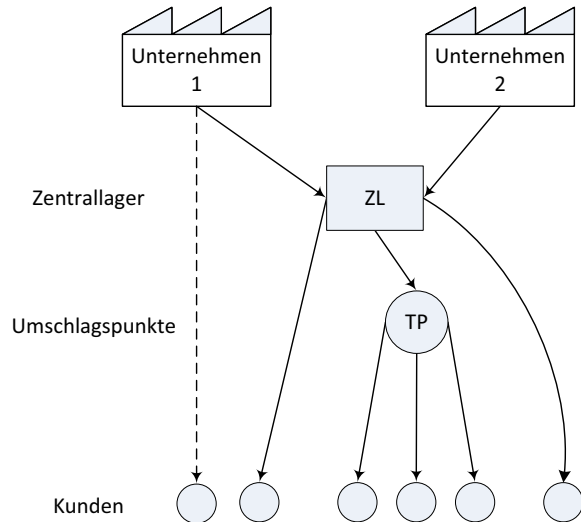 Unternehmen
1
Unternehmen
2
Zentrallager
ZL
Umschlagspunkte
TP
Kunden